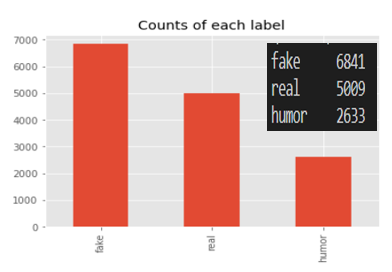 Counts of each label
7000
6000
5000
4000
3000
2000
1000
0
fake 6841
real 5009
humor 2633
fake
real
humor